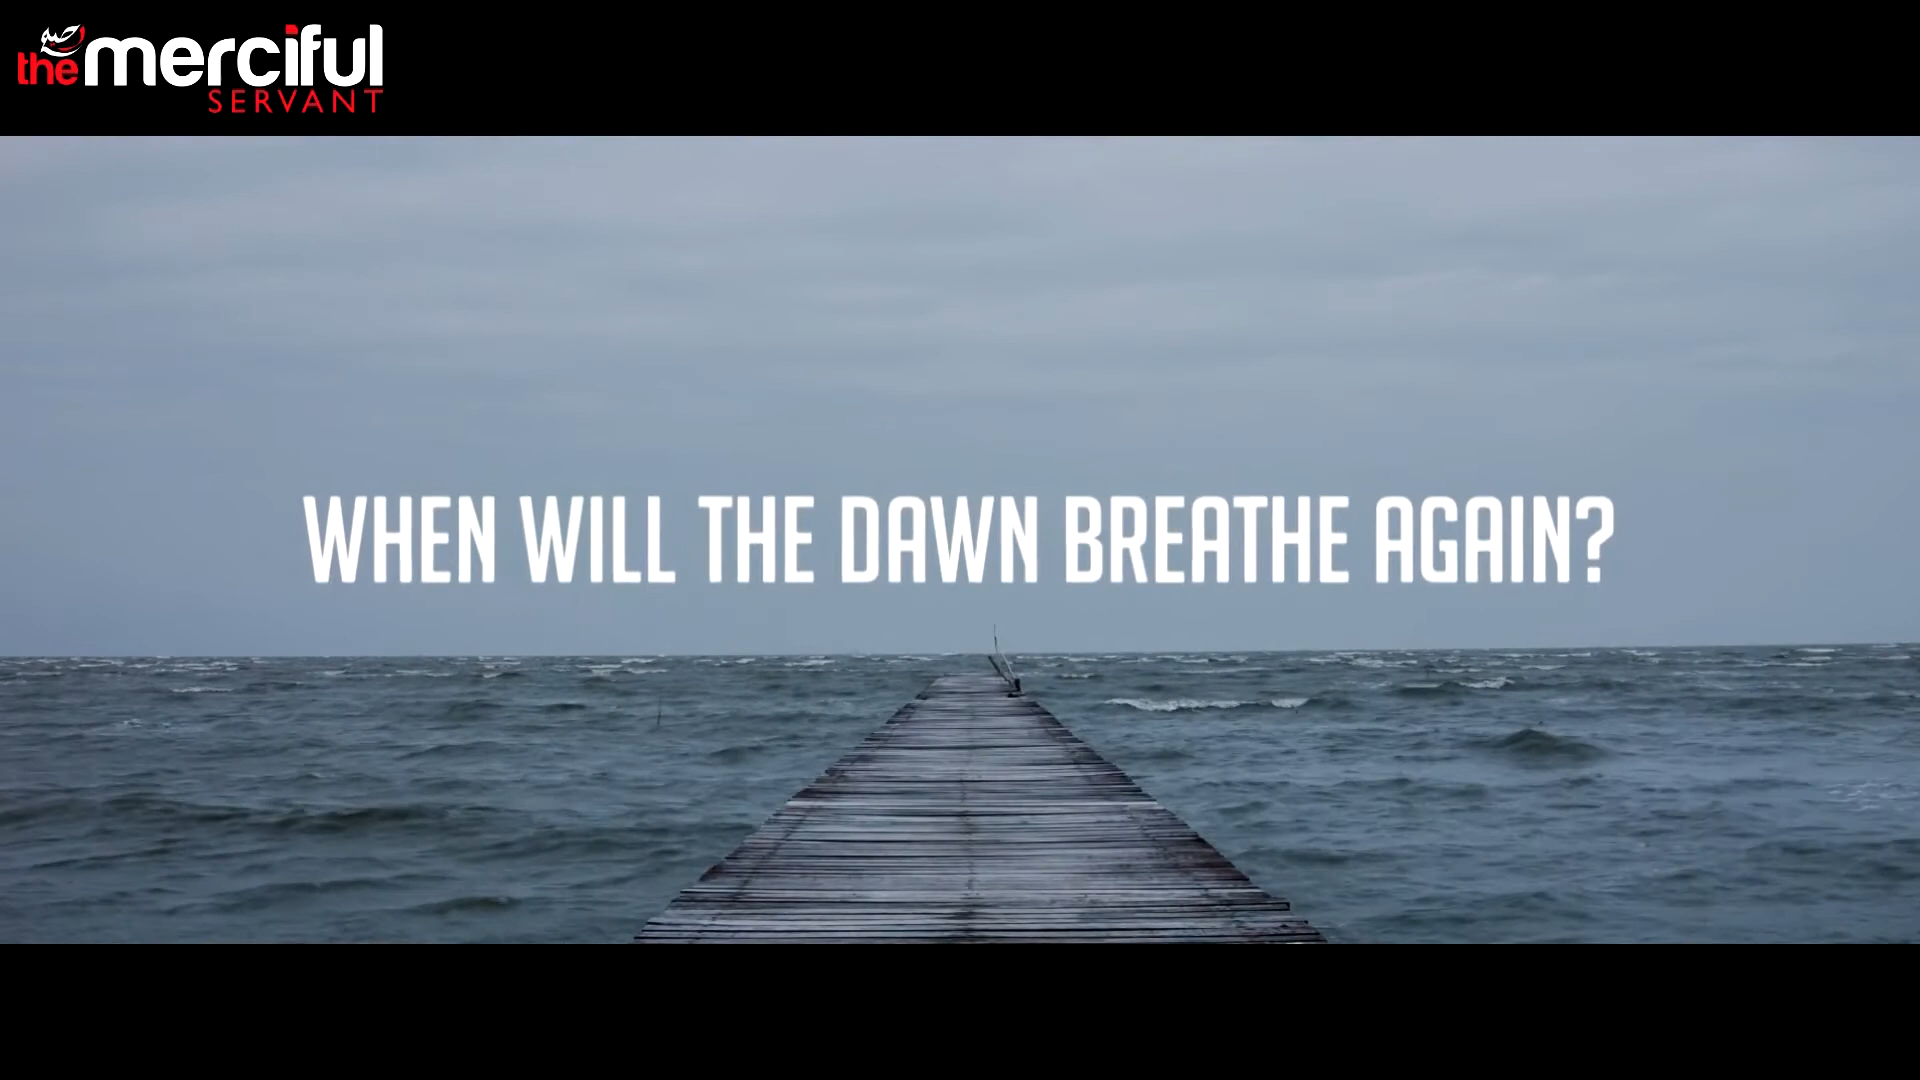 the merciful
SERVANT
WHEN WILL THE DAWN BREATHE AGAIN?